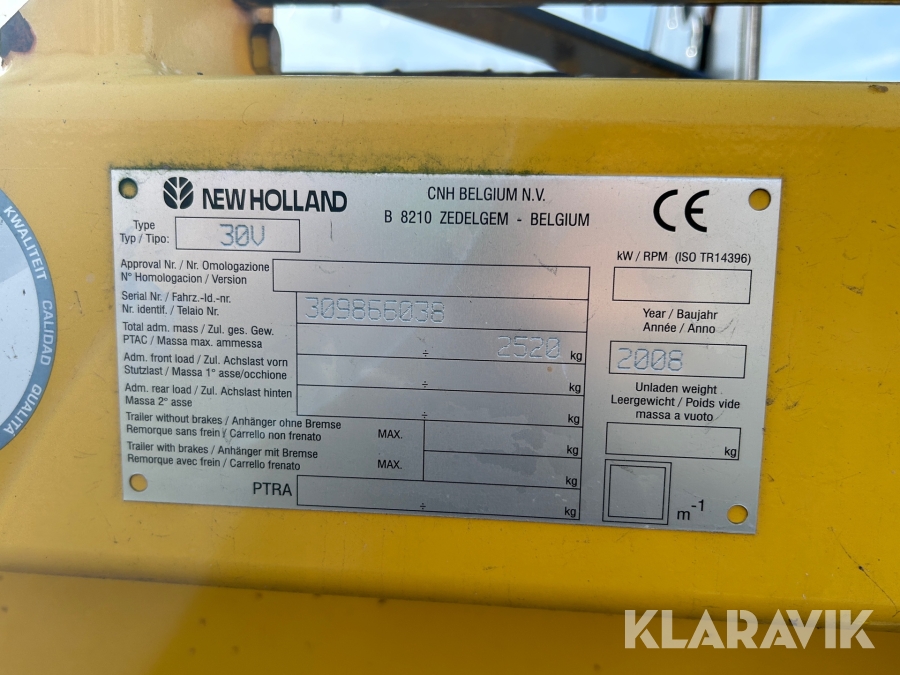 NEW HOLLAND
CNH BELGIUM N.V.
B 8210 ZEDELGEM - BELGIUM
CE
Type
Typ / Tipo:
30V
Approval Nr. / Nr. Omologazione
N° Homologacion / Version
Serial Nr. / Fahrz.-Id.-nr.
Nr. identif. / Telaio Nr.
309866038
Total adm. mass / Zul. ges. Gew.
PTAC / Massa max. ammessa
÷ 2520 kg
Adm. front load / Zul. Achslast vorn
Stutzlast / Massa 1° asse/occhione
÷ kg
Adm. rear load / Zul. Achslast hinten
Massa 2° asse
÷ kg
Trailer without brakes / Anhänger ohne Bremse
Remorque sans frein / Carrello non frenato
MAX. kg
Trailer with brakes / Anhänger mit Bremse
Remorque avec frein / Carrello frenato
MAX. kg
PTRA ÷ kg
kW / RPM (ISO TR14396)
Year / Baujahr
Année / Anno
2008
Unladen weight
Leergewicht / Poids vide
massa a vuoto
kg
m-1
KWALITEIT CALIDAD QUALITA
KLARAVIK